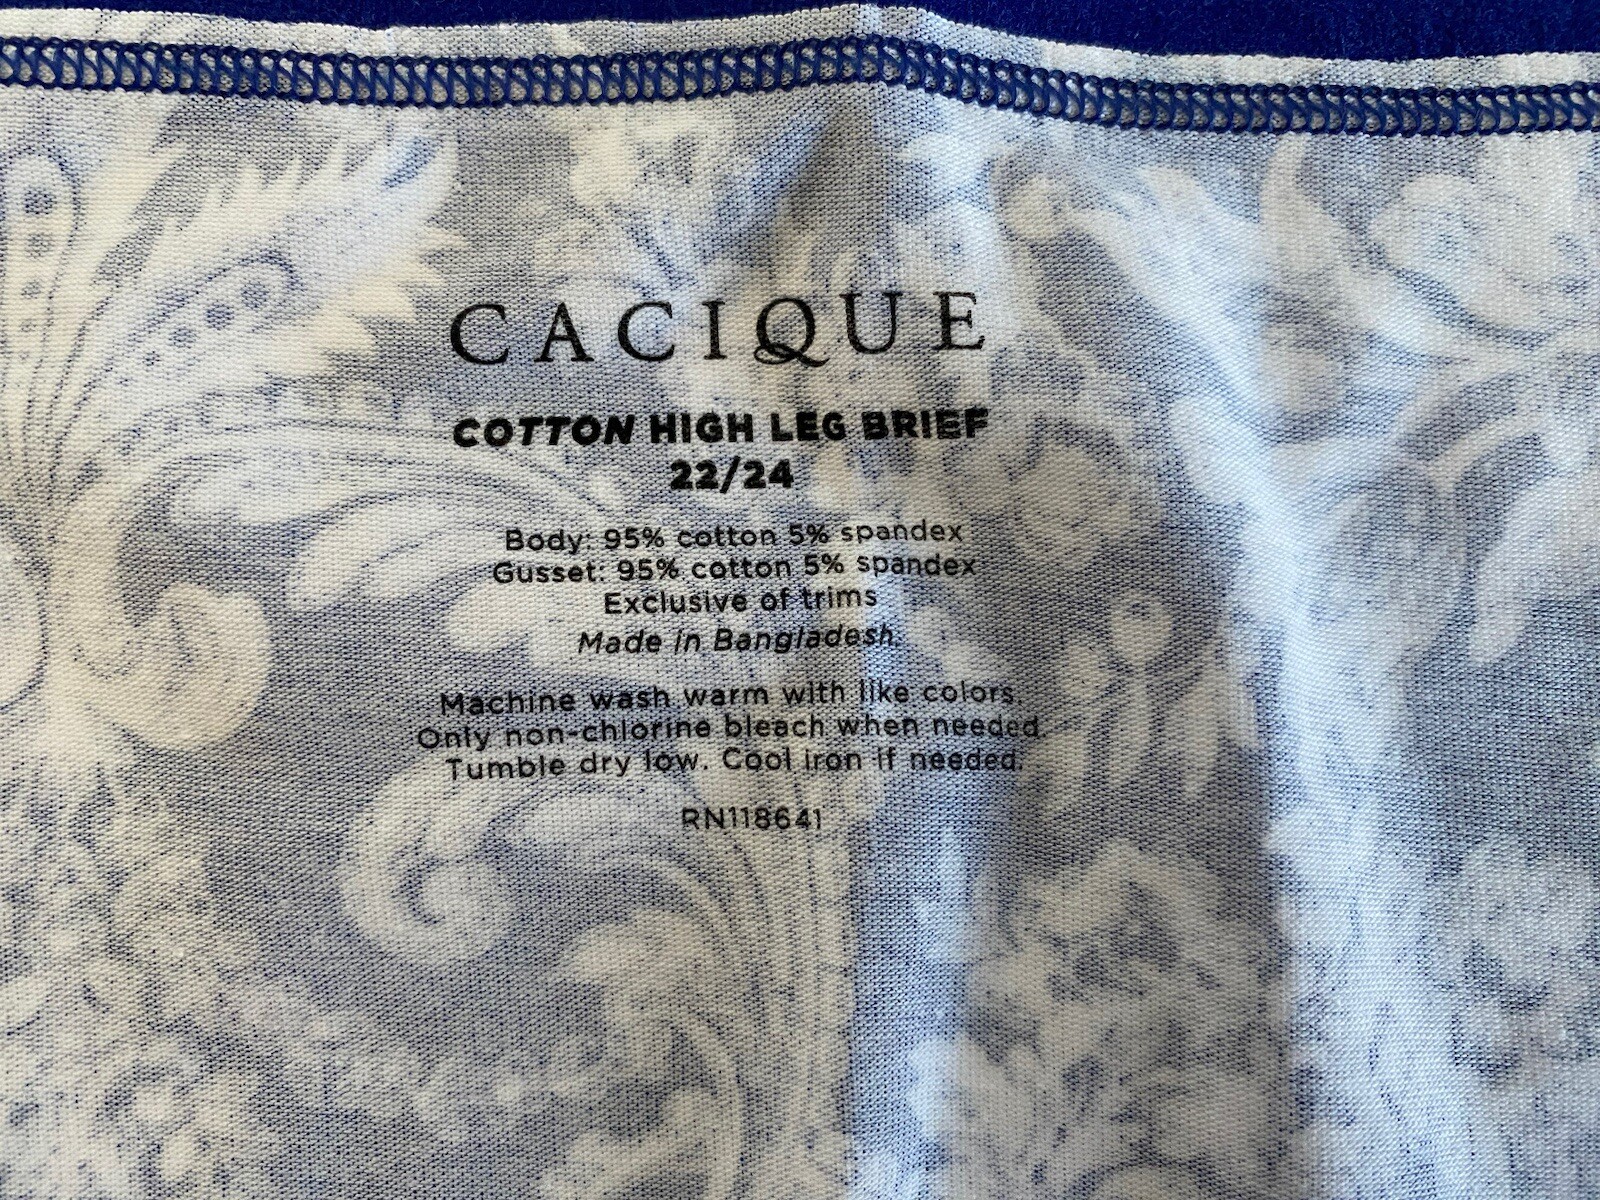 CACIQUE
COTTON HIGH LEG BRIEF
22/24
Body: 95% cotton 5% spandex
Gusset: 95% cotton 5% spandex
Exclusive of trims
Made in Bangladesh.
Machine wash warm with like colors.
Only non-chlorine bleach when needed.
Tumble dry low. Cool iron if needed.
RN118641